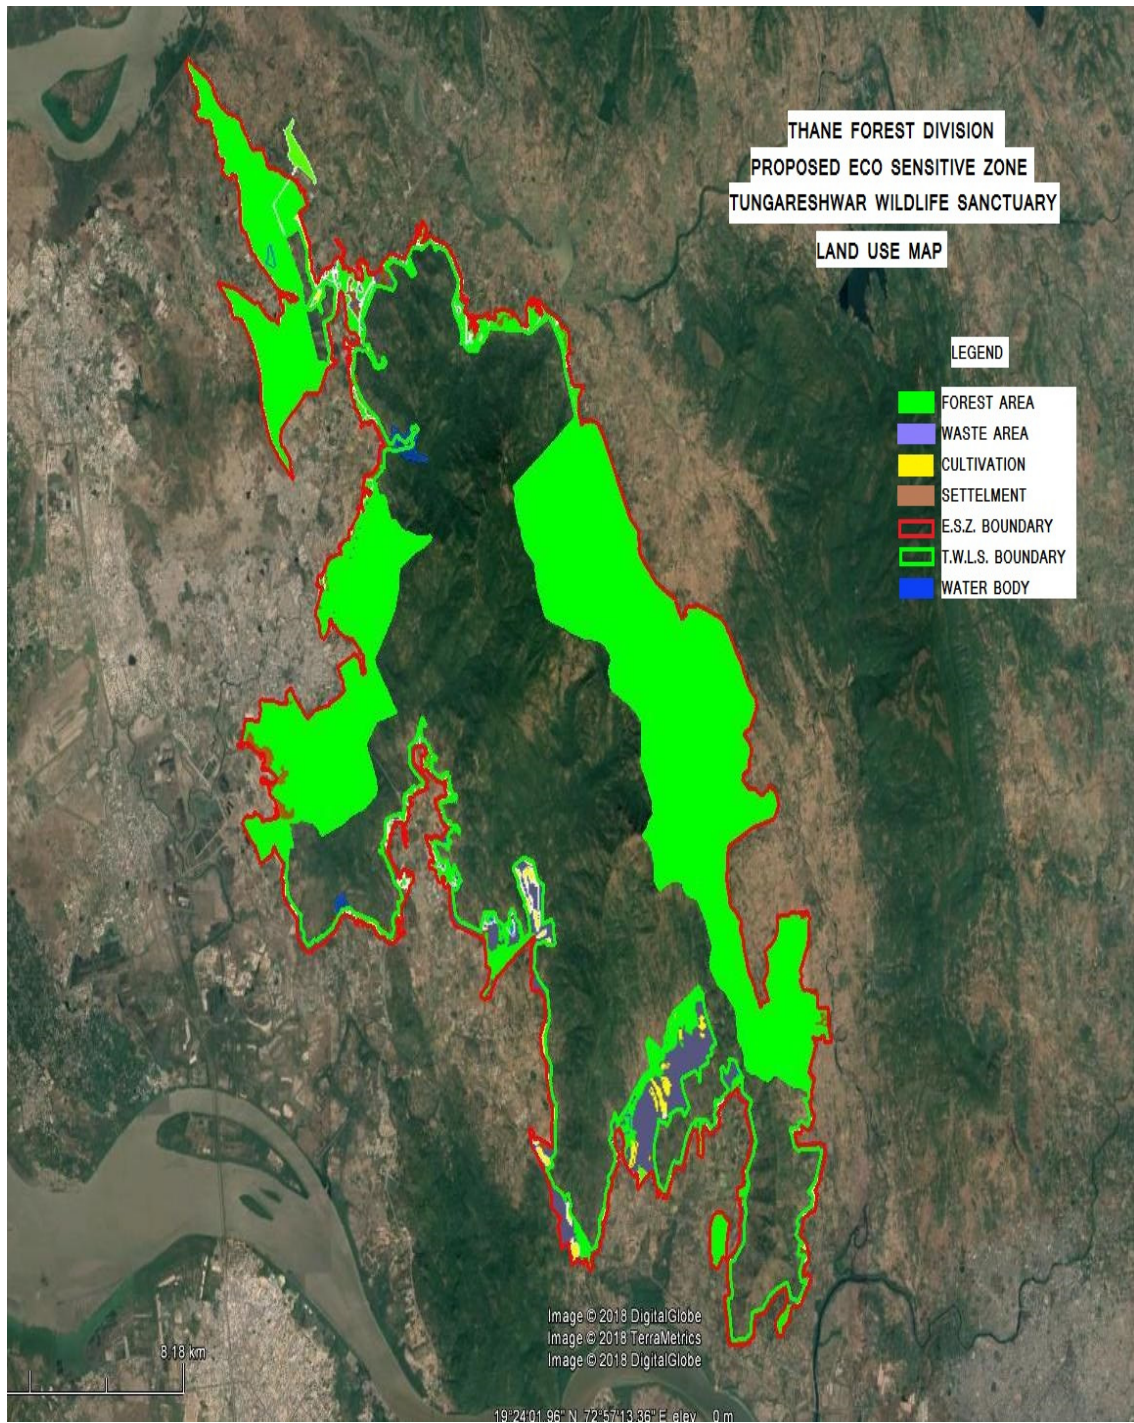 THANE FOREST DIVISION
PROPOSED ECO SENSITIVE ZONE
TUNGARESHWAR WILDLIFE SANCTUARY
LAND USE MAP
LEGEND
FOREST AREA
WASTE AREA
CULTIVATION
SETTELMENT
E.S.Z. BOUNDARY
T.W.L.S. BOUNDARY
WATER BODY
Image © 2018 DigitalGlobe
Image © 2018 TerraMetrics
Image © 2018 DigitalGlobe
8.18 km
19°24'01.96" N 72°57'13.36" E elev 0 m